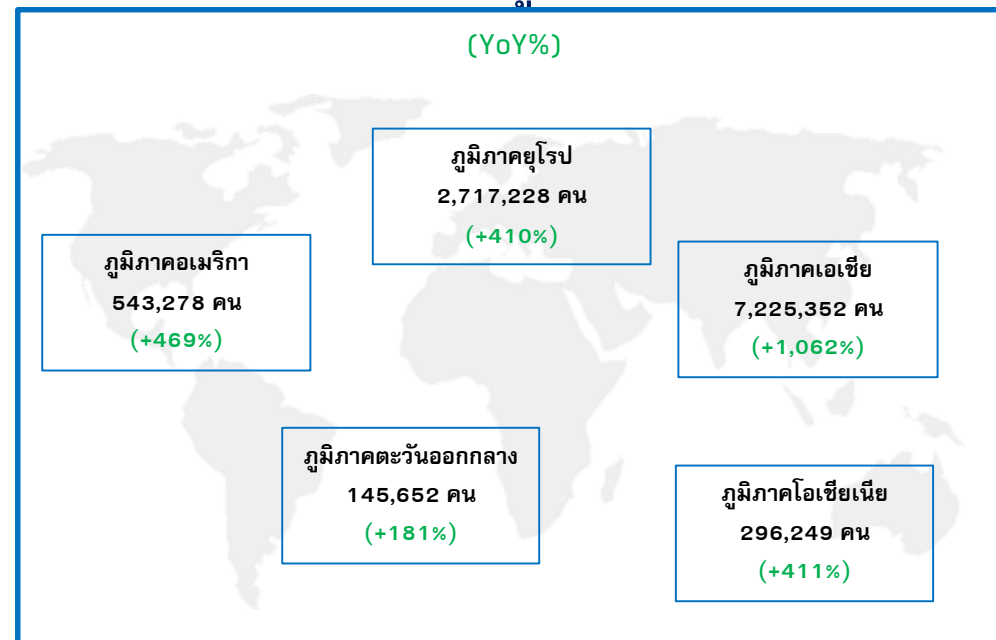 (YoY%)
ภูมิภาคยุโรป
2,717,228 คน
(+410%)
ภูมิภาคอเมริกา
543,278 คน
(+469%)
ภูมิภาคเอเชีย
7,225,352 คน
(+1,062%)
ภูมิภาคตะวันออกกลาง
145,652 คน
(+181%)
ภูมิภาคโอเชียเนีย
296,249 คน
(+411%)